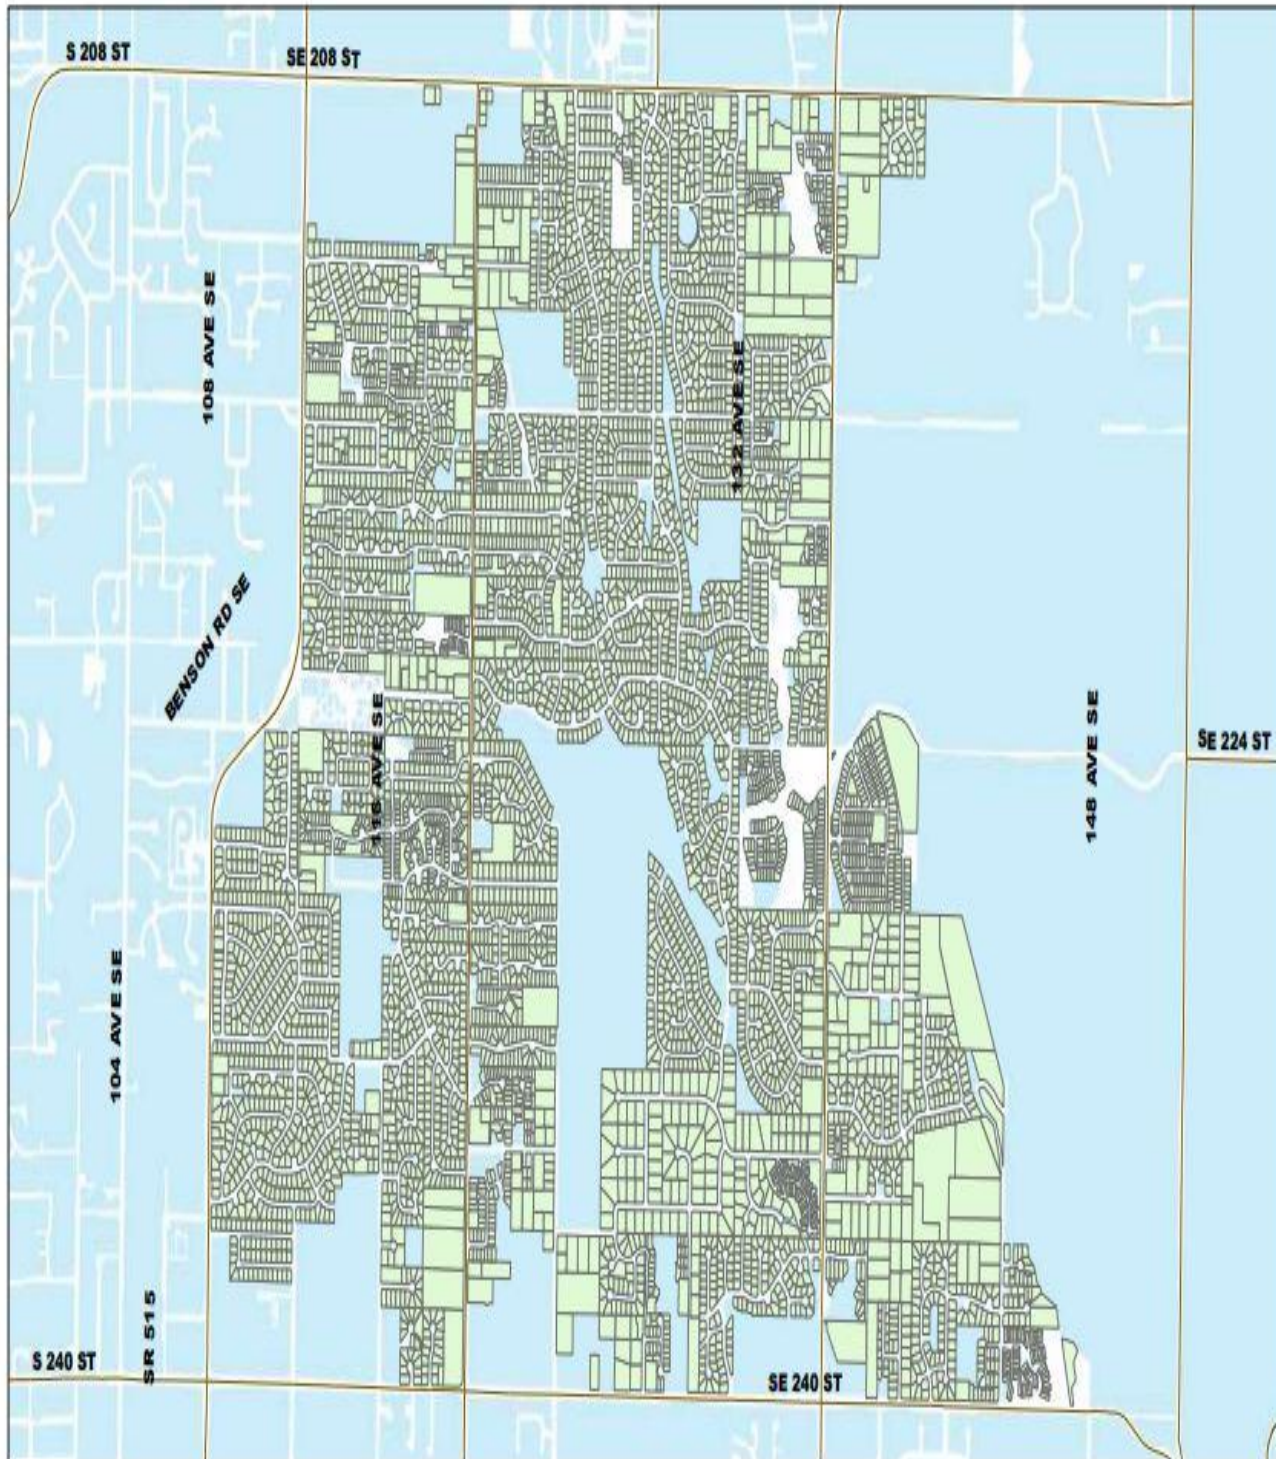 S 208 ST
SE 208 ST
108 AVE SE
132 AVE SE
BENSON RD SE
116 AVE SE
148 AVE SE
SE 224 ST
104 AVE SE
SR 515
S 240 ST
SE 240 ST